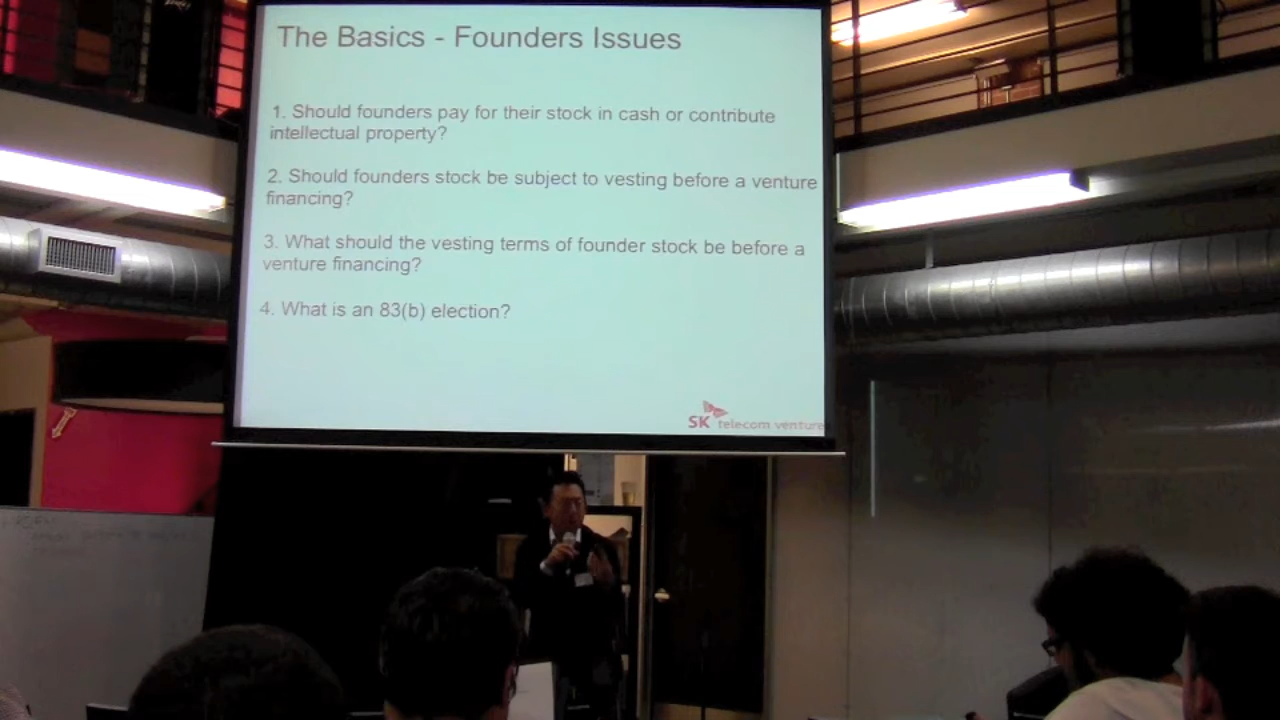 The Basics - Founders Issues
1. Should founders pay for their stock in cash or contribute
intellectual property?
2. Should founders stock be subject to vesting before a venture
financing?
3. What should the vesting terms of founder stock be before a
venture financing?
4. What is an 83(b) election?
SK telecom venture